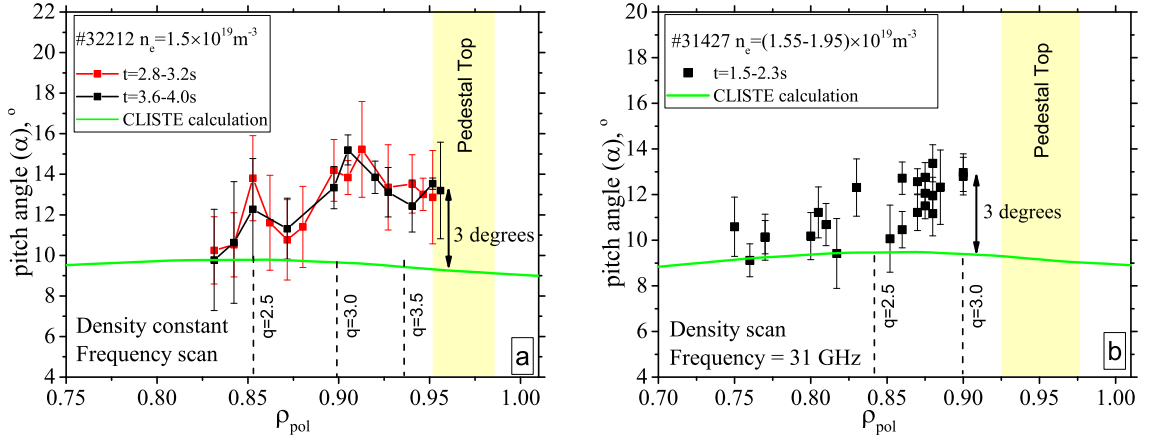 22
20
18
16
14
12
10
8
6
4
pitch angle (α), °
#32212 nₑ=1.5×10¹⁹m⁻³
t=2.8-3.2s
t=3.6-4.0s
CLISTE calculation
Pedestal Top
3 degrees
q=2.5
q=3.0
q=3.5
Density constant
Frequency scan
a
0.75 0.80 0.85 0.90 0.95 1.00
ρpol
20
18
16
14
12
10
8
6
4
2
0
pitch angle (α), °
#31427 nₑ=(1.55-1.95)×10¹⁹m⁻³
t=1.5-2.3s
CLISTE calculation
Pedestal Top
3 degrees
q=2.5
q=3.0
Density scan
Frequency = 31 GHz
b
0.70 0.75 0.80 0.85 0.90 0.95 1.00
ρpol